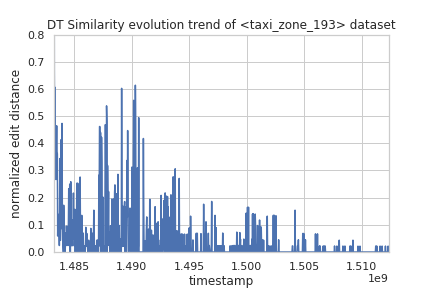 DT Similarity evolution trend of <taxi_zone_193> dataset
normalized edit distance
0.8
0.7
0.6
0.5
0.4
0.3
0.2
0.1
0.0
1.485 1.490 1.495 1.500 1.505 1.510
1e9
timestamp